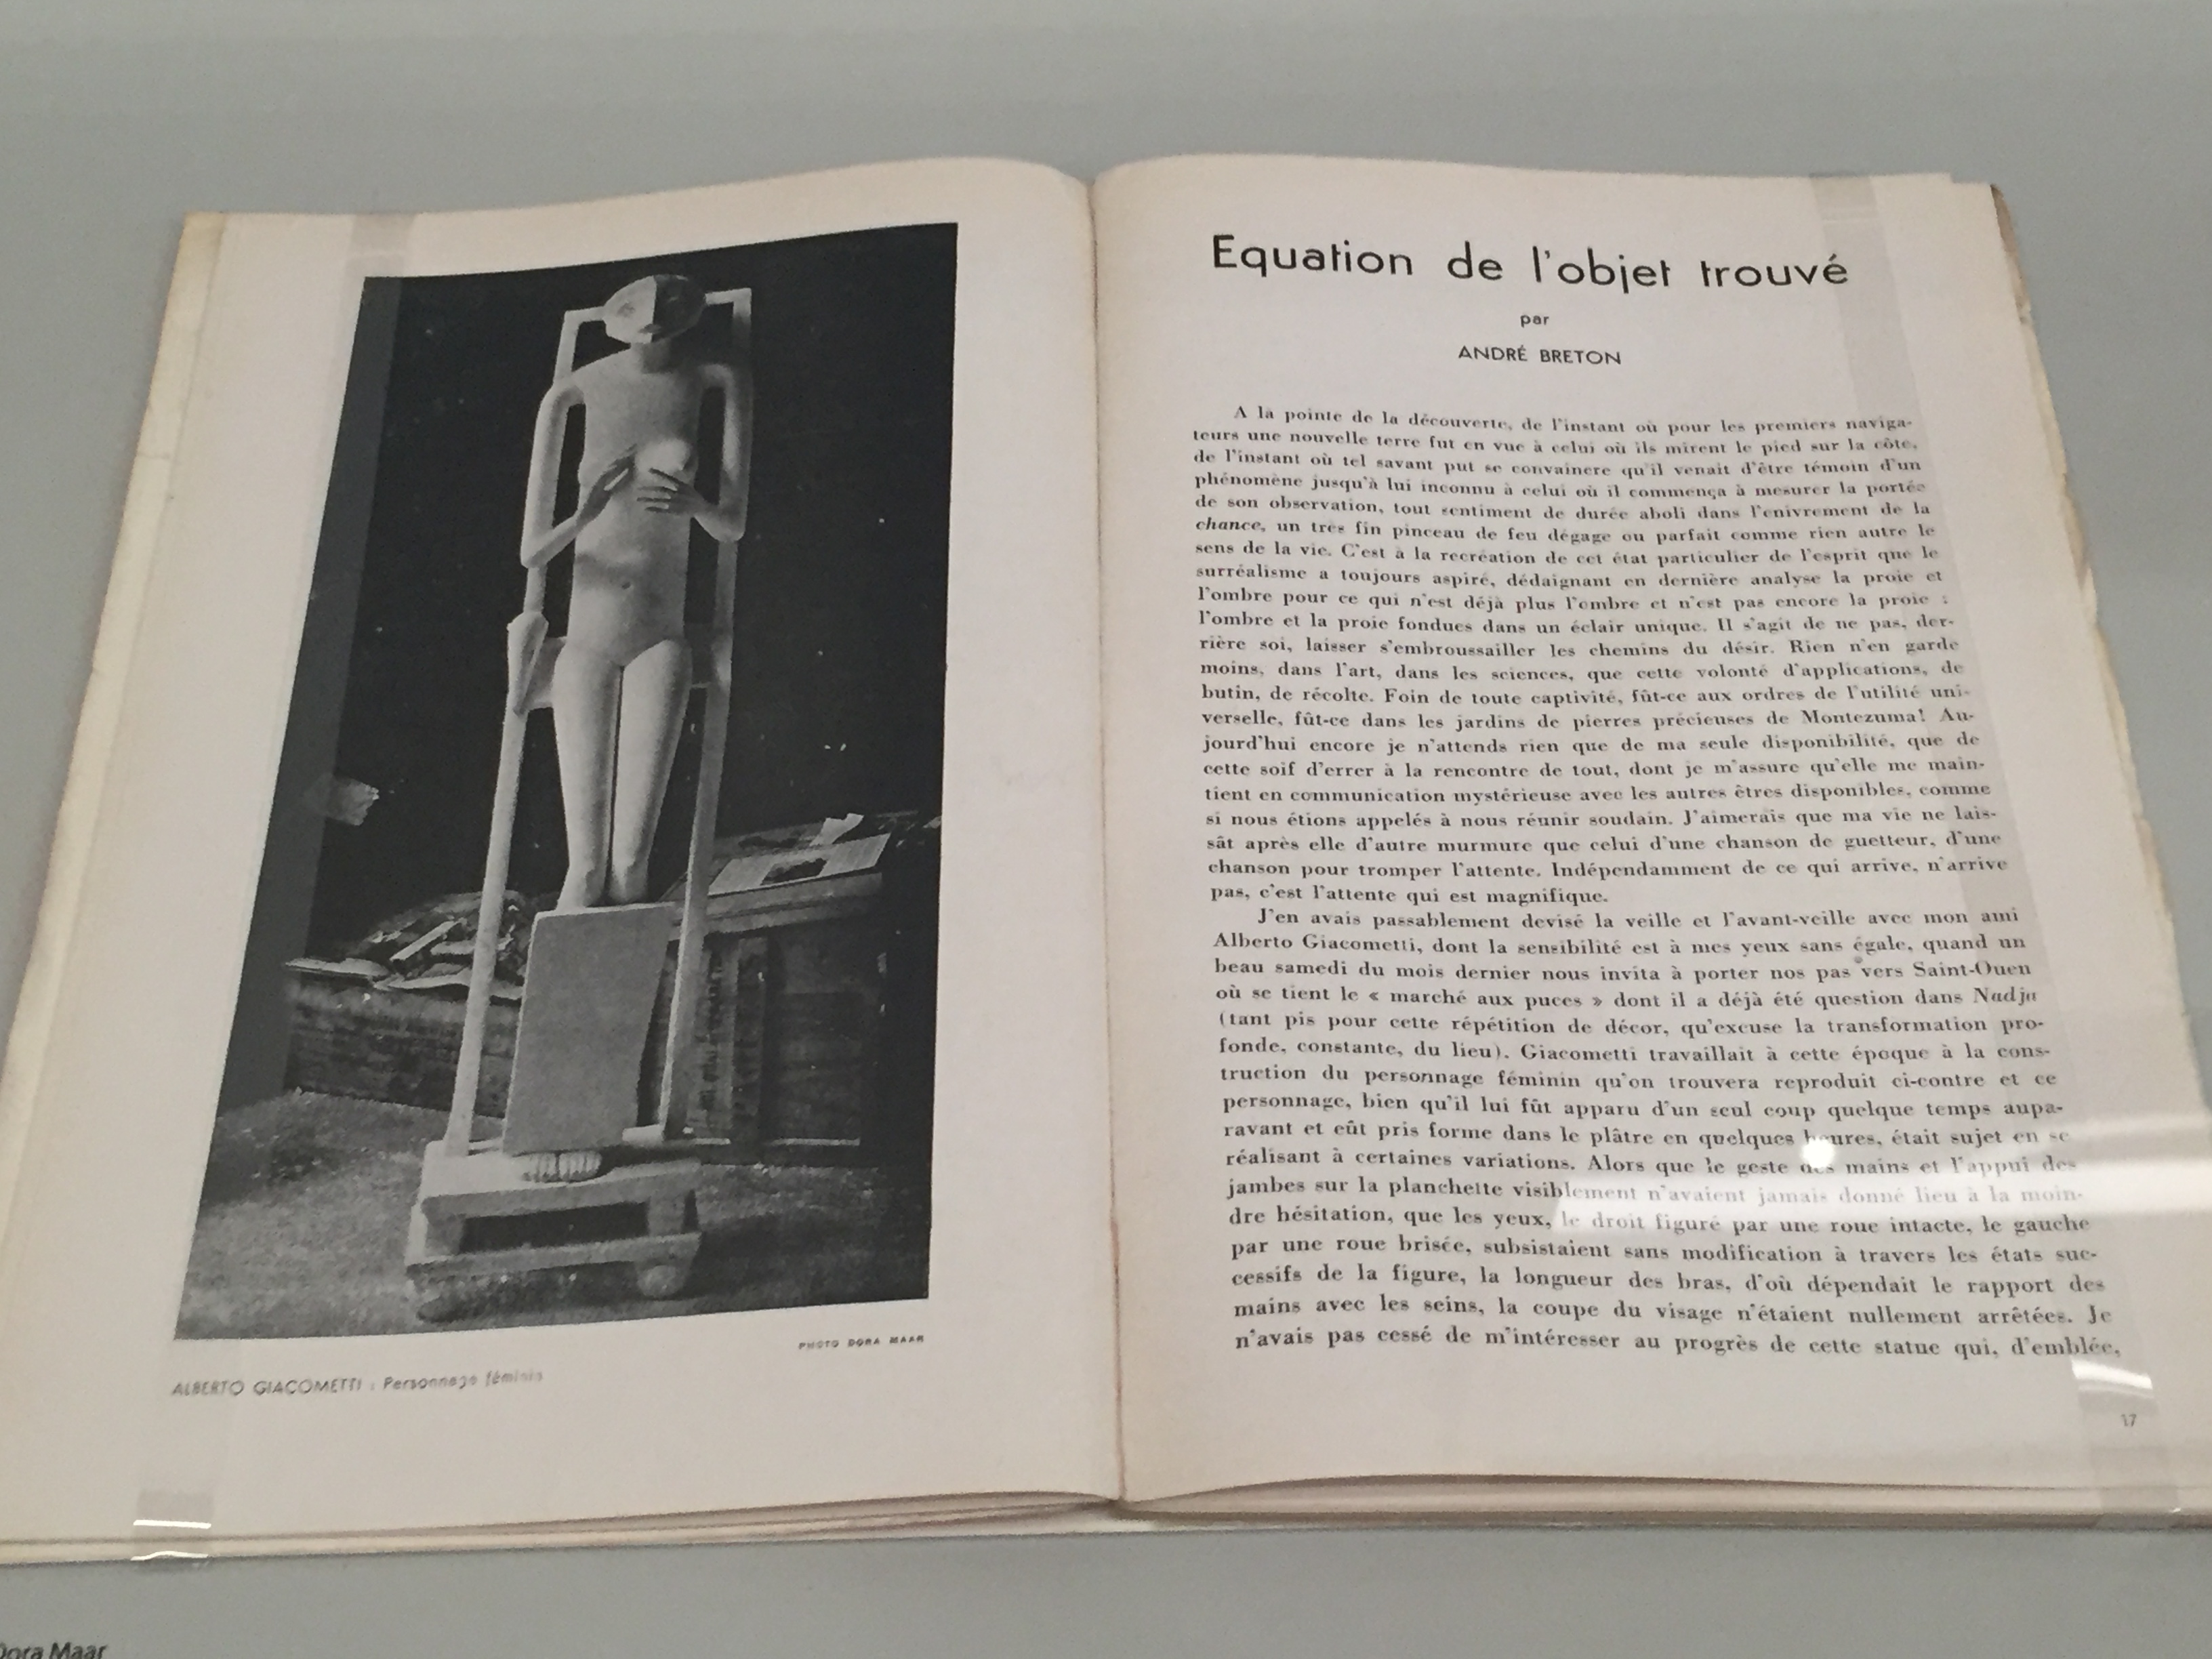 PHOTO DORA MAAR
ALBERTO GIACOMETTI : Personnage féminin
Equation de l'objet trouvé
par
ANDRÉ BRETON
A la pointe de la découverte, de l'instant où pour les premiers naviga-
teurs une nouvelle terre fut en vue à celui où ils mirent le pied sur la côte,
de l'instant où tel savant put se convaincre qu'il venait d'être témoin d'un
phénomène jusqu'à lui inconnu à celui où il commença à mesurer la portée
de son observation, tout sentiment de durée aboli dans l'enivrement de la
chance, un très fin pinceau de feu dégage ou parfait comme rien autre le
sens de la vie. C'est à la recréation de cet état particulier de l'esprit que le
surréalisme a toujours aspiré, dédaignant en dernière analyse la proie et
l'ombre pour ce qui n'est déjà plus l'ombre et n'est pas encore la proie :
l'ombre et la proie fondues dans un éclair unique. Il s'agit de ne pas, der-
rière soi, laisser s'embroussailler les chemins du désir. Rien n'en garde
moins, dans l'art, dans les sciences, que cette volonté d'applications, de
butin, de récolte. Foin de toute captivité, fût-ce aux ordres de l'utilité uni-
verselle, fût-ce dans les jardins de pierres précieuses de Montezuma! Au-
jourd'hui encore je n'attends rien que de ma seule disponibilité, que de
cette soif d'errer à la rencontre de tout, dont je m'assure qu'elle me main-
tient en communication mystérieuse avec les autres êtres disponibles, comme
si nous étions appelés à nous réunir soudain. J'aimerais que ma vie ne lais-
sât après elle d'autre murmure que celui d'une chanson de guetteur, d'une
chanson pour tromper l'attente. Indépendamment de ce qui arrive, n'arrive
pas, c'est l'attente qui est magnifique.
J'en avais passablement devisé la veille et l'avant-veille avec mon ami
Alberto Giacometti, dont la sensibilité est à mes yeux sans égale, quand un
beau samedi du mois dernier nous invita à porter nos pas vers Saint-Ouen
où se tient le « marché aux puces » dont il a déjà été question dans Nadja
(tant pis pour cette répétition de décor, qu'excuse la transformation pro-
fonde, constante, du lieu). Giacometti travaillait à cette époque à la cons-
truction du personnage féminin qu'on trouvera reproduit ci-contre et ce
personnage, bien qu'il lui fût apparu d'un seul coup quelque temps aupa-
ravant et eût pris forme dans le plâtre en quelques heures, était sujet en se
réalisant à certaines variations. Alors que le geste des mains et l'appui des
jambes sur la planchette visiblement n'avaient jamais donné lieu à la moin-
dre hésitation, que les yeux, le droit figuré par une roue intacte, le gauche
par une roue brisée, subsistaient sans modification à travers les états suc-
cessifs de la figure, la longueur des bras, d'où dépendait le rapport des
mains avec les seins, la coupe du visage n'étaient nullement arrêtées. Je
n'avais pas cessé de m'intéresser au progrès de cette statue qui, d'emblée,
17
Dora Maar